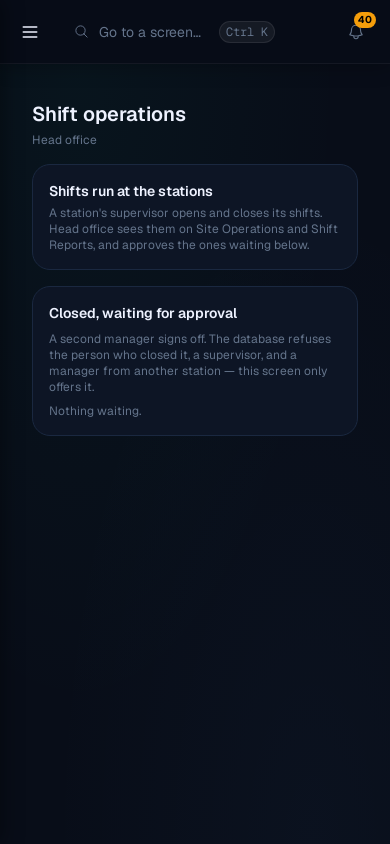 Go to a screen...
Ctrl K
40
Shift operations
Head office
Shifts run at the stations
A station's supervisor opens and closes its shifts.
Head office sees them on Site Operations and Shift
Reports, and approves the ones waiting below.
Closed, waiting for approval
A second manager signs off. The database refuses
the person who closed it, a supervisor, and a
manager from another station — this screen only
offers it.
Nothing waiting.